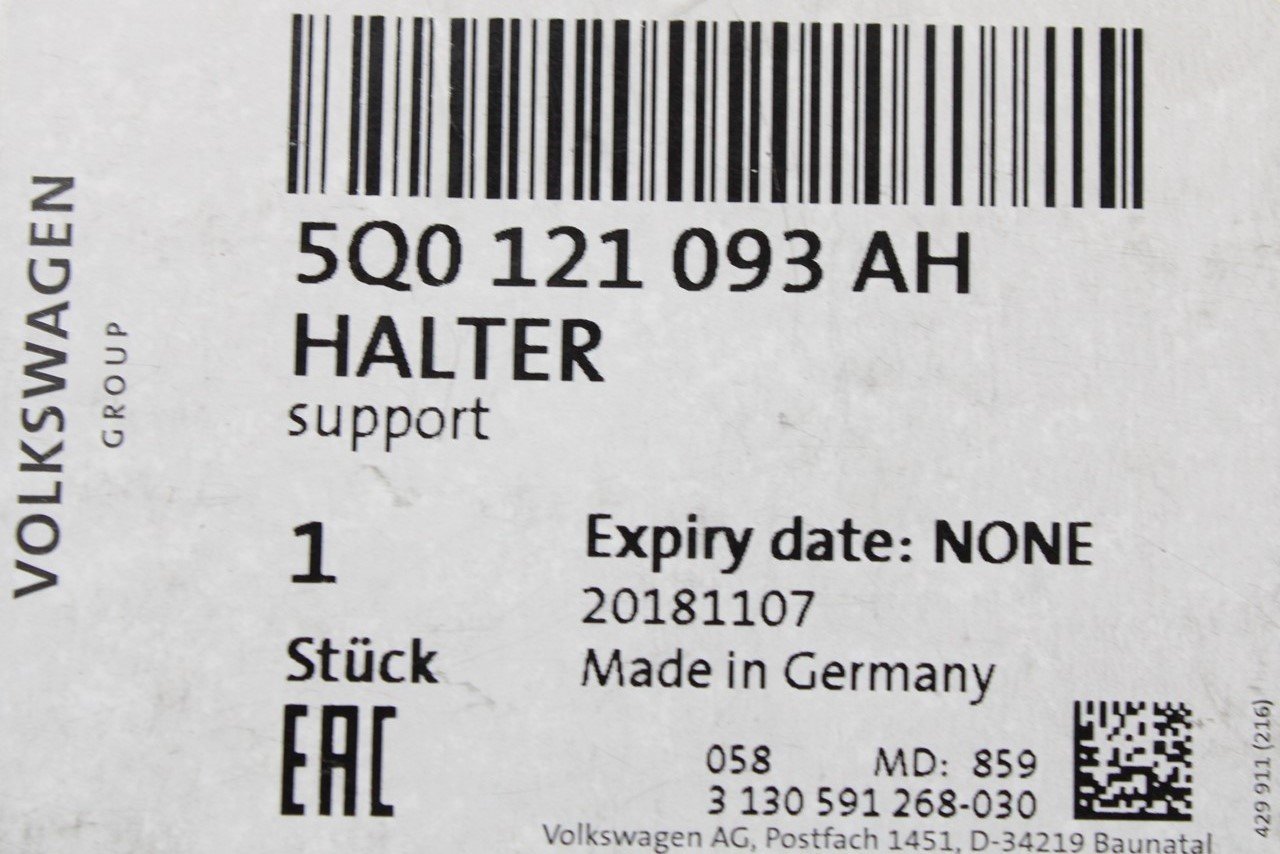 VOLKSWAGEN
GROUP
5Q0 121 093 AH
HALTER
support
1
Stück
Expiry date: NONE
20181107
Made in Germany
EAC
058 MD: 859
3 130 591 268-030
Volkswagen AG, Postfach 1451, D-34219 Baunatal
429 911 (216)